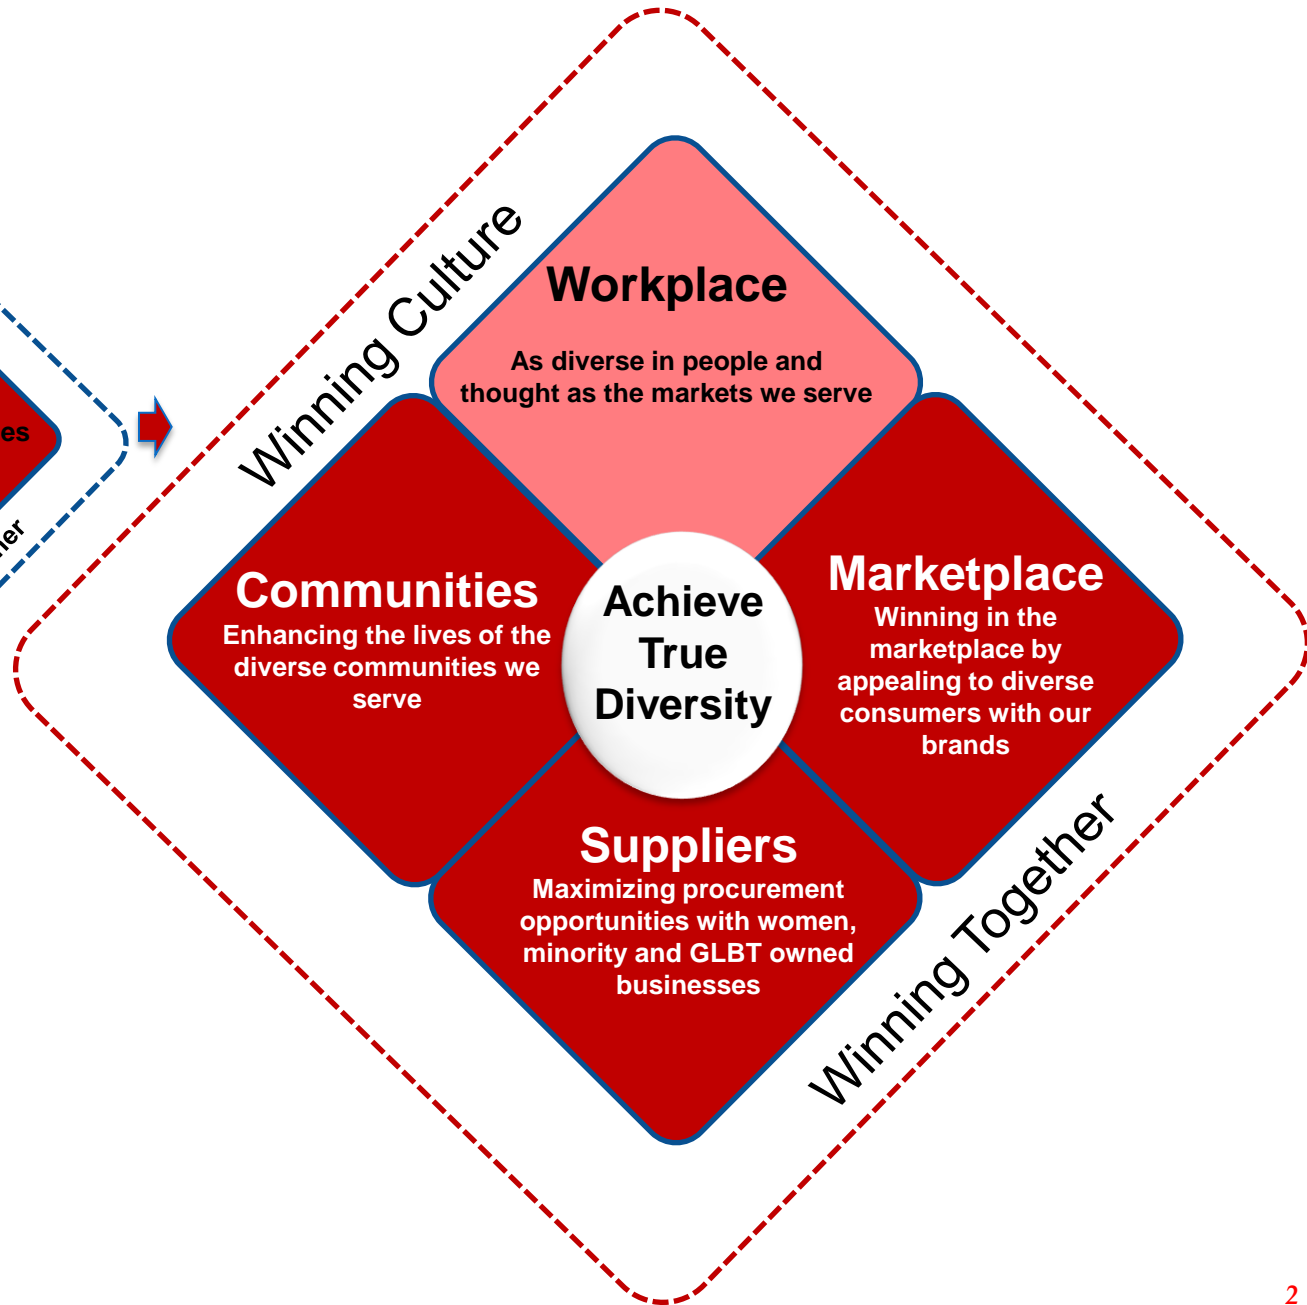 Winning Culture
Workplace
As diverse in people and
thought as the markets we serve
Communities
Enhancing the lives of the
diverse communities we
serve
Achieve
True
Diversity
Marketplace
Winning in the
marketplace by
appealing to diverse
consumers with our
brands
Suppliers
Maximizing procurement
opportunities with women,
minority and GLBT owned
businesses
Winning Together
2